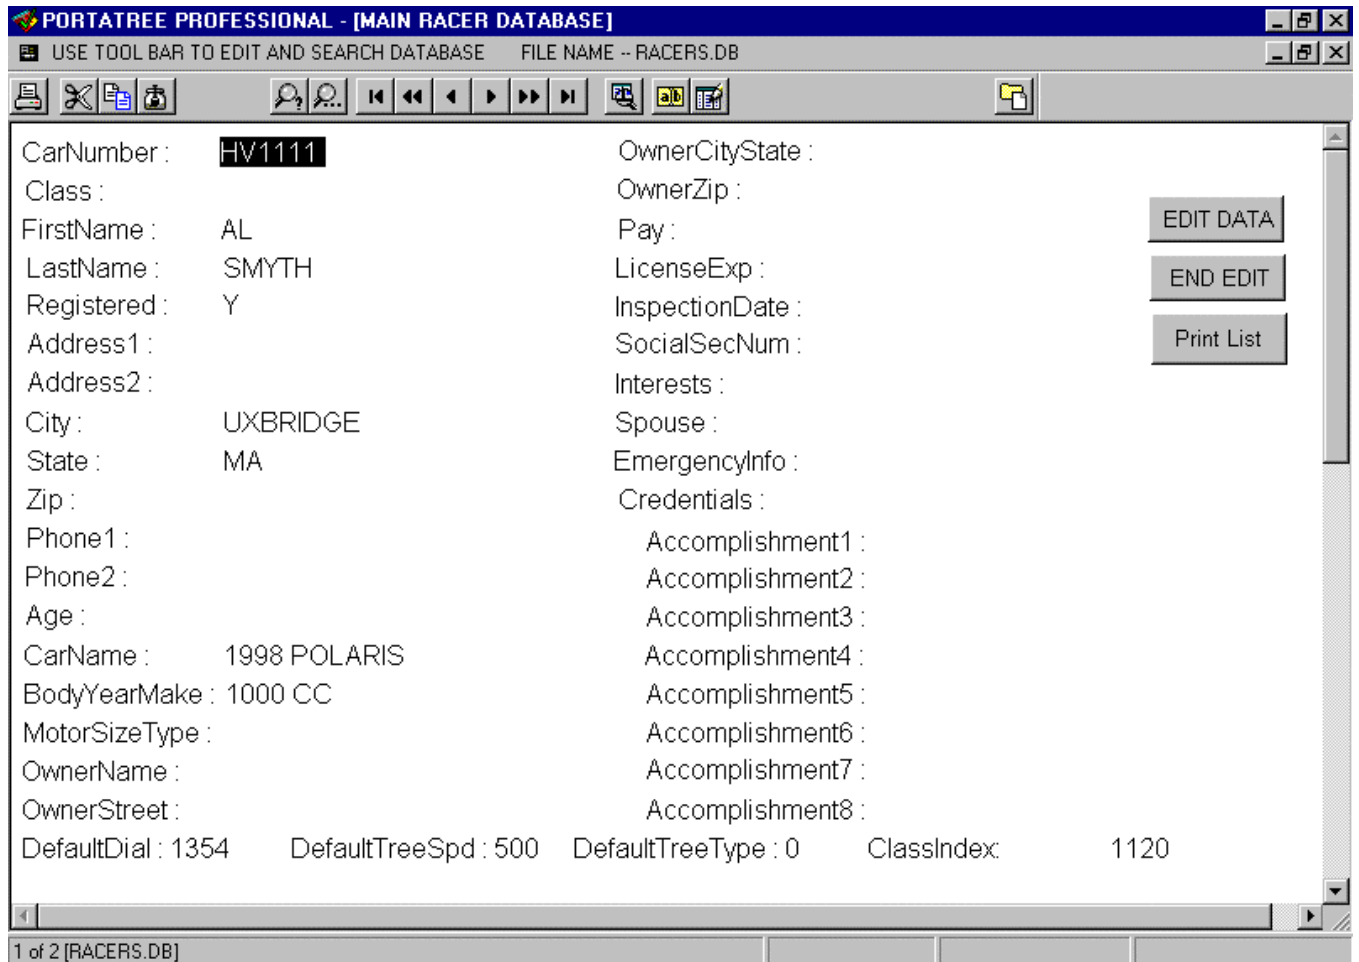 PORTATREE PROFESSIONAL - [MAIN RACER DATABASE]
USE TOOL BAR TO EDIT AND SEARCH DATABASE FILE NAME -- RACERS.DB
CarNumber : HV1111
Class :
FirstName : AL
LastName : SMYTH
Registered : Y
Address1 :
Address2 :
City : UXBRIDGE
State : MA
Zip :
Phone1 :
Phone2 :
Age :
CarName : 1998 POLARIS
BodyYearMake : 1000 CC
MotorSizeType :
OwnerName :
OwnerStreet :
OwnerCityState :
OwnerZip :
Pay :
LicenseExp :
InspectionDate :
SocialSecNum :
Interests :
Spouse :
EmergencyInfo :
Credentials :
Accomplishment1 :
Accomplishment2 :
Accomplishment3 :
Accomplishment4 :
Accomplishment5 :
Accomplishment6 :
Accomplishment7 :
Accomplishment8 :
EDIT DATA
END EDIT
Print List
DefaultDial : 1354 DefaultTreeSpd : 500 DefaultTreeType : 0 ClassIndex: 1120
1 of 2 [RACERS.DB]